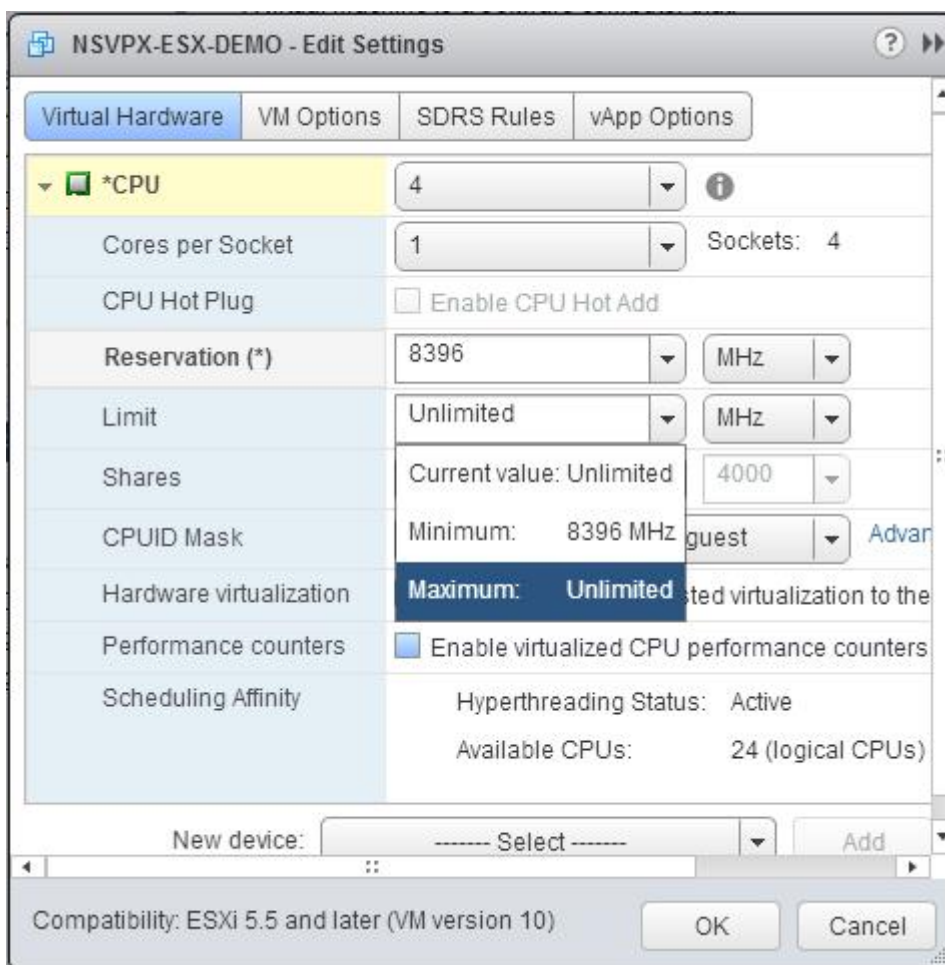 NSVPX-ESX-DEMO - Edit Settings
Virtual Hardware VM Options SDRS Rules vApp Options
*CPU 4
Cores per Socket 1 Sockets: 4
CPU Hot Plug Enable CPU Hot Add
Reservation (*) 8396 MHz
Limit Unlimited MHz
Current value: Unlimited
Shares 4000
Minimum: 8396 MHz
CPUID Mask guest
Maximum: Unlimited
Hardware virtualization virtualization to the
Performance counters Enable virtualized CPU performance counters
Scheduling Affinity Hyperthreading Status: Active
Available CPUs: 24 (logical CPUs)
New device: ------- Select ------- Add
Compatibility: ESXi 5.5 and later (VM version 10) OK Cancel